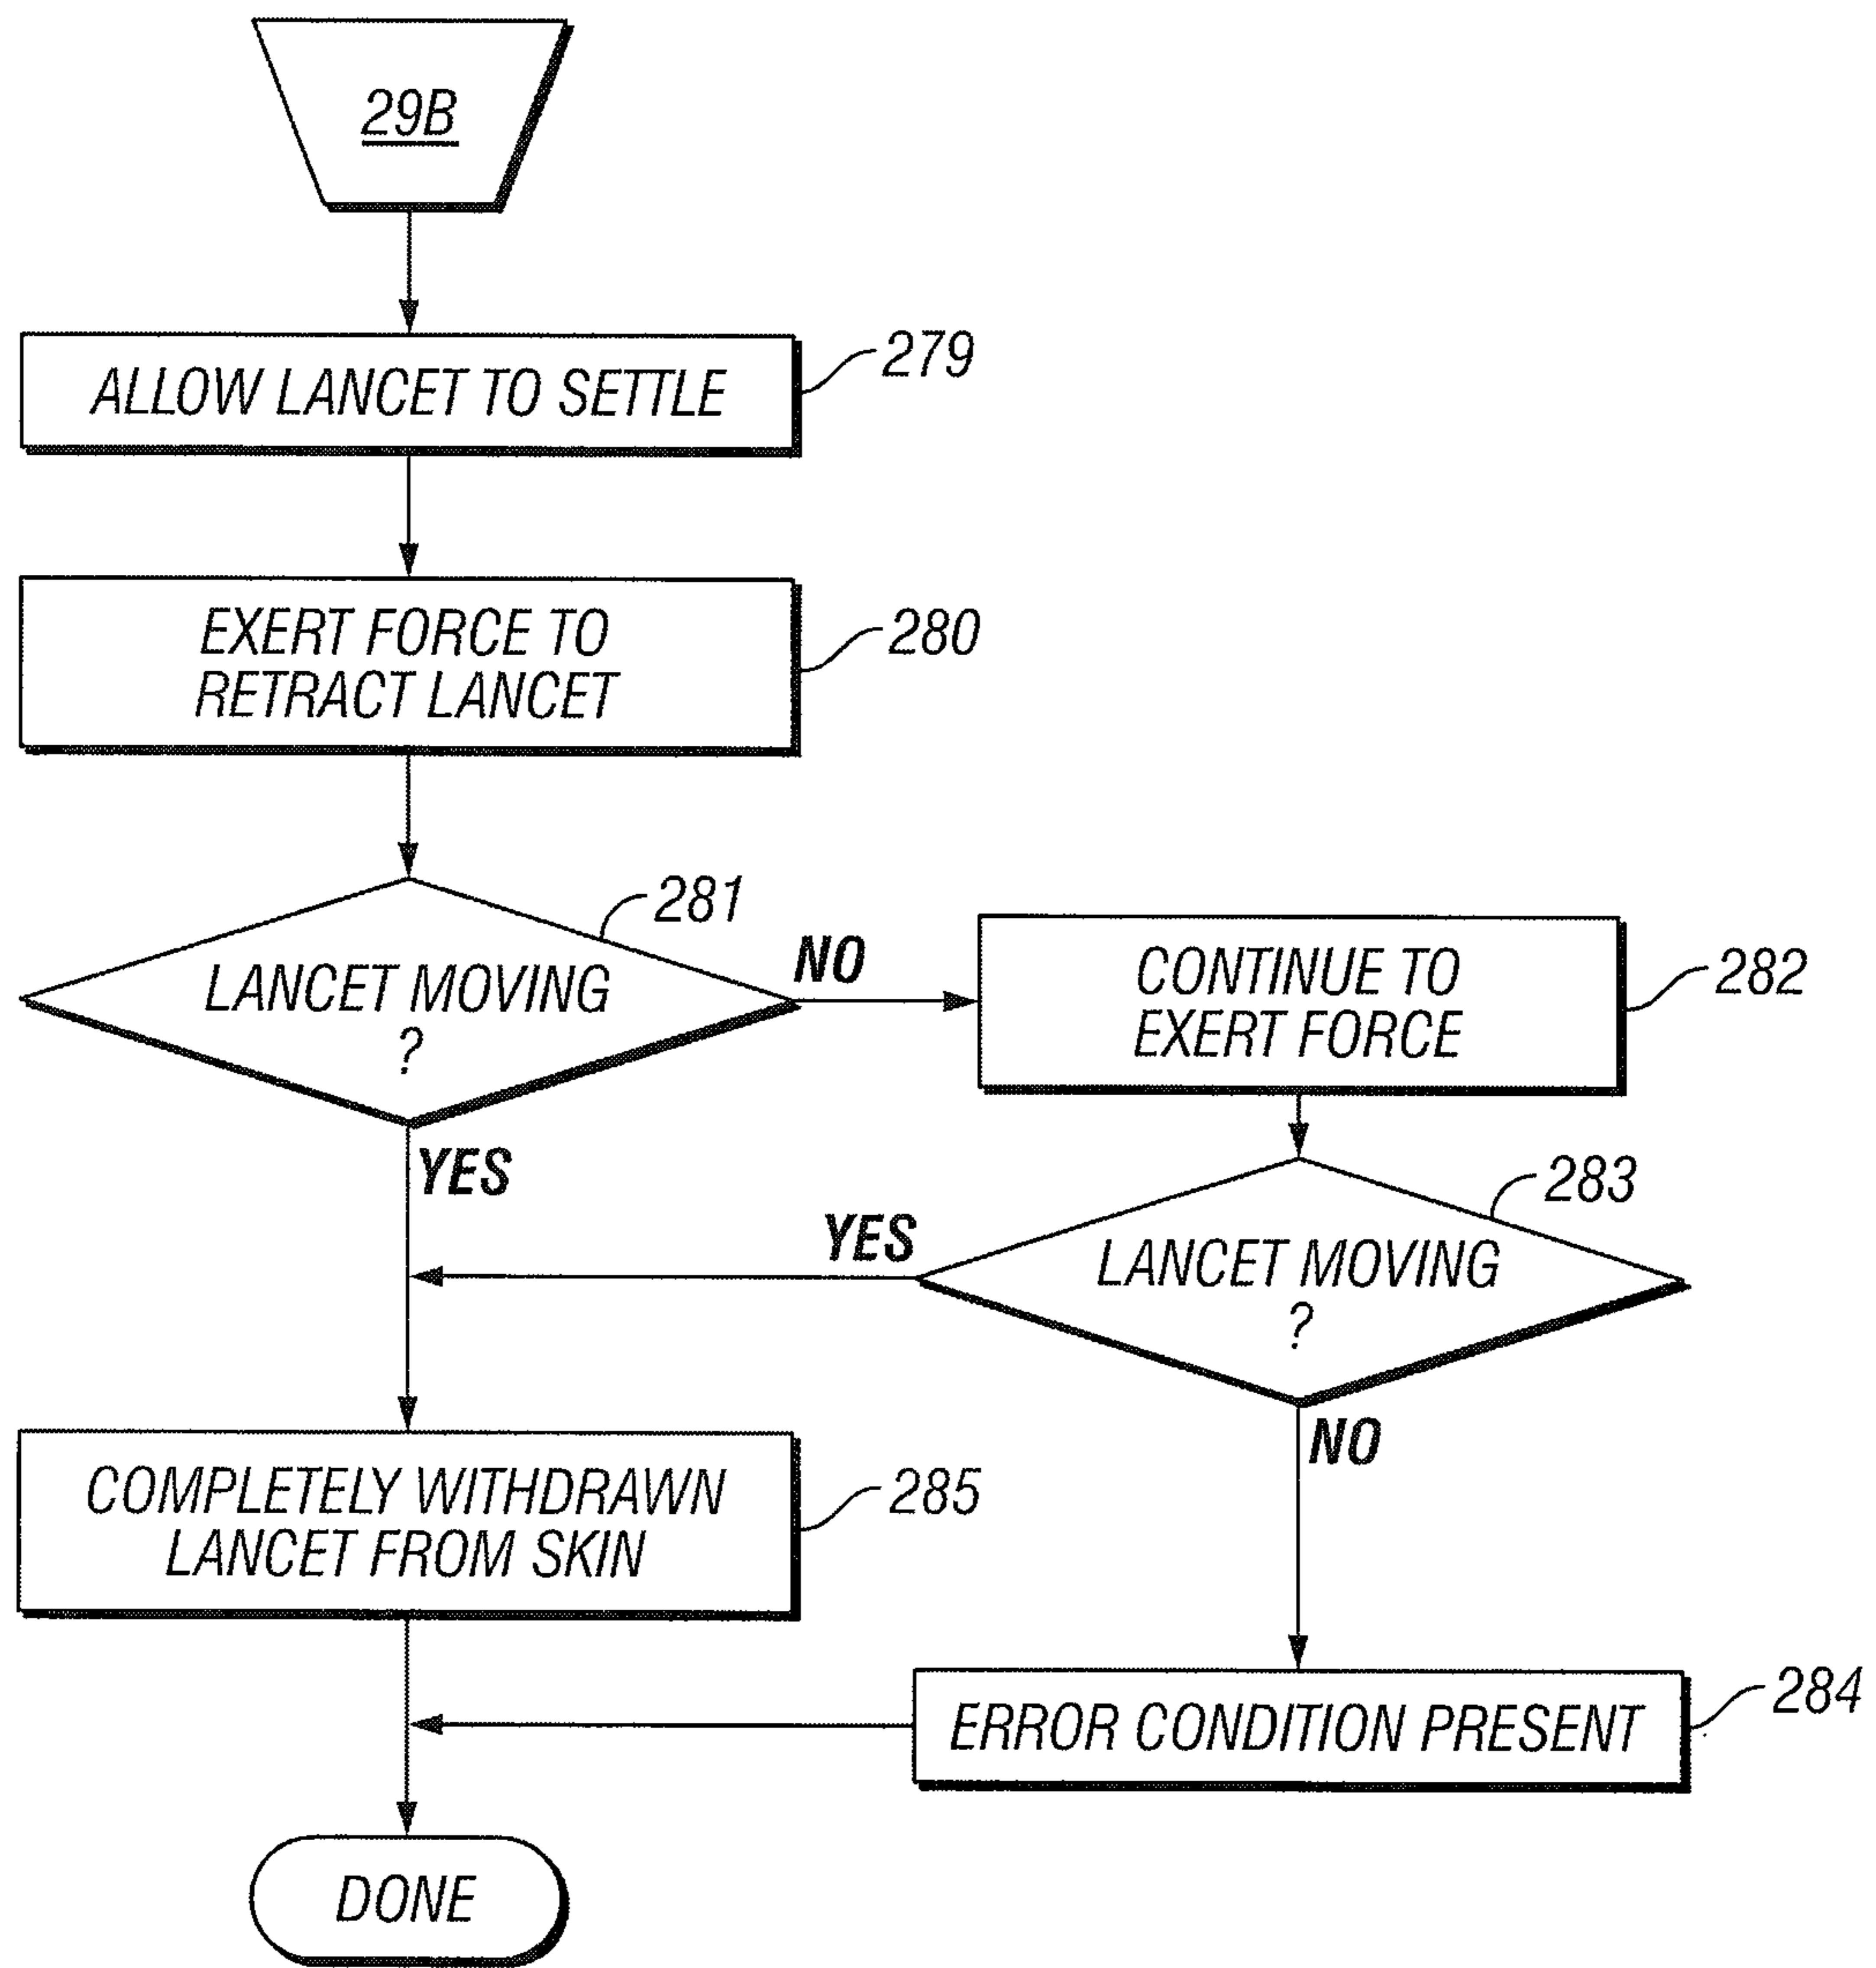 29B
ALLOW LANCET TO SETTLE
279
EXERT FORCE TO
RETRACT LANCET
280
281
LANCET MOVING
?
NO
CONTINUE TO
EXERT FORCE
282
YES
283
LANCET MOVING
?
YES
NO
COMPLETELY WITHDRAWN
LANCET FROM SKIN
285
ERROR CONDITION PRESENT
284
DONE